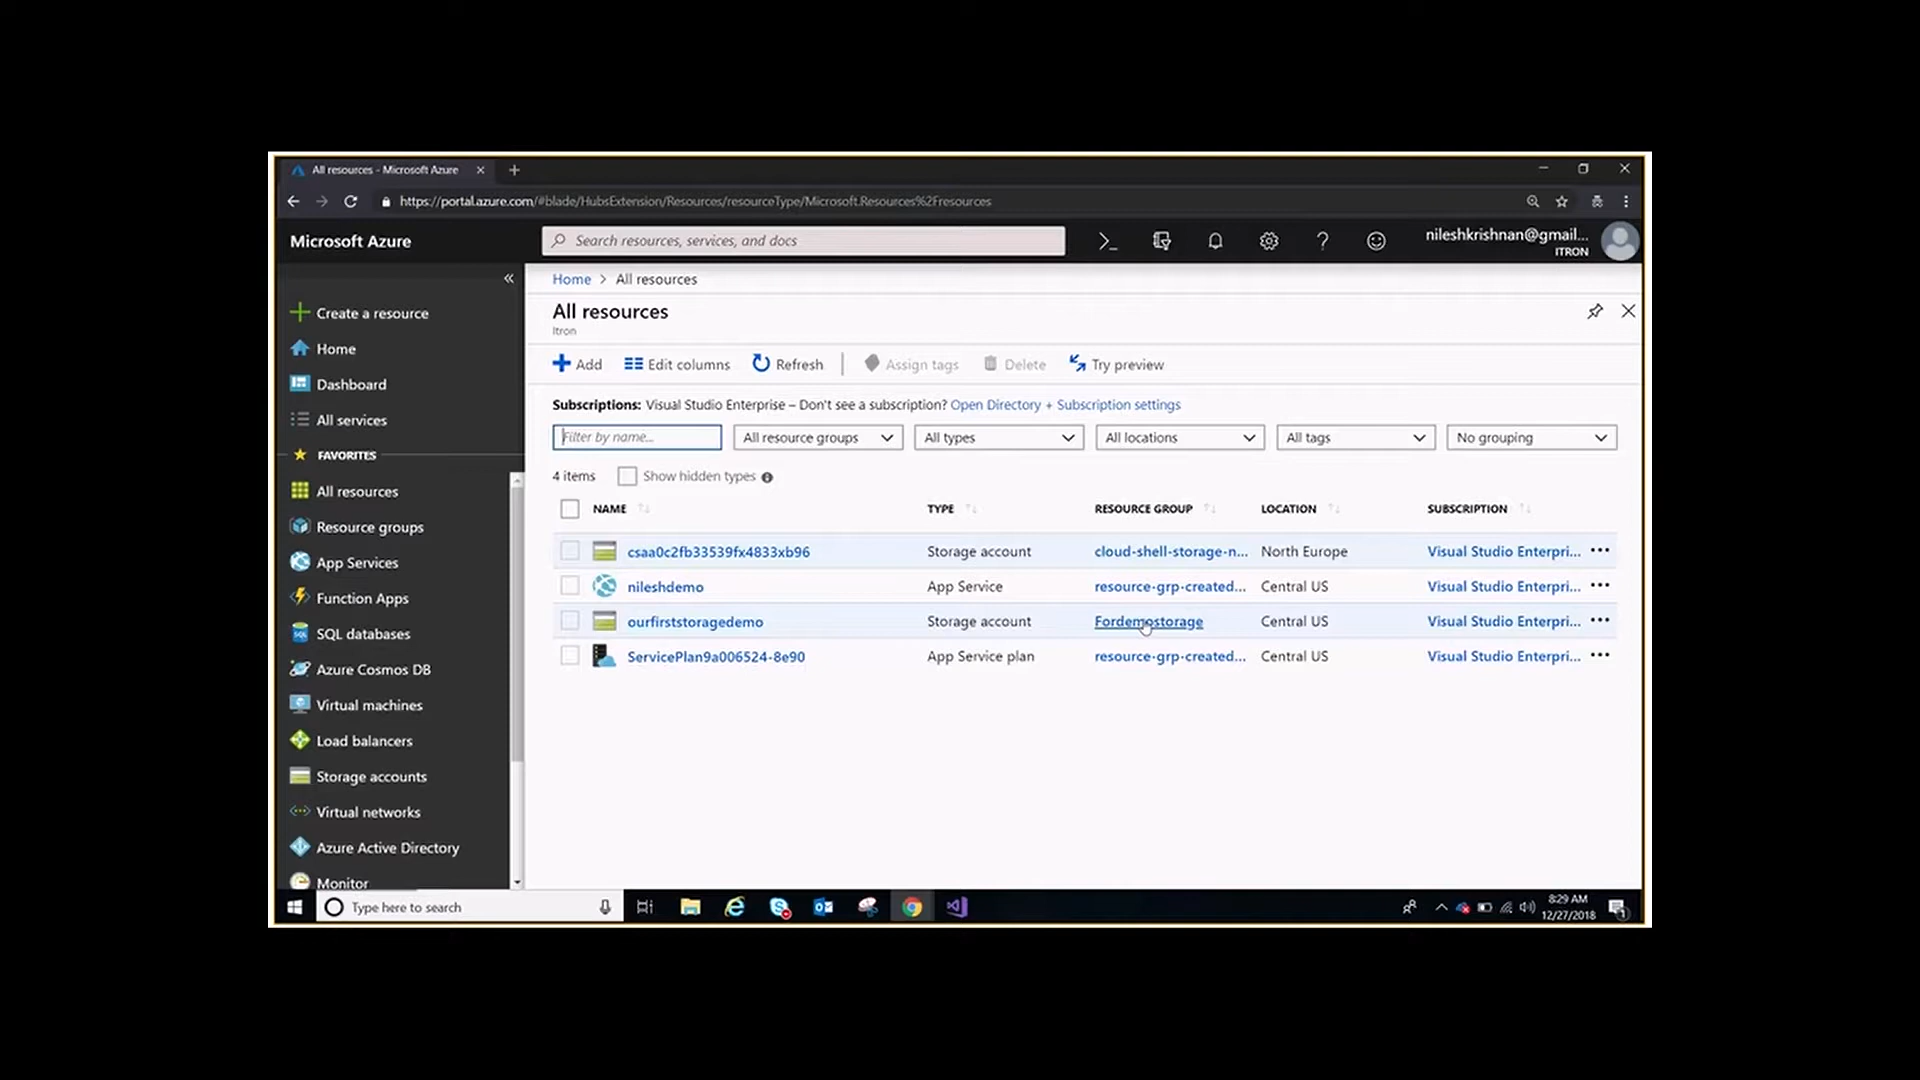 All resources - Microsoft Azure
https://portal.azure.com/#blade/HubsExtension/Resources/resourceType/Microsoft.Resources%2Fresources
Microsoft Azure
Search resources, services, and docs
nileshkrishnan@gmail...
ITRON
Create a resource
Home
Dashboard
All services
FAVORITES
All resources
Resource groups
App Services
Function Apps
SQL databases
Azure Cosmos DB
Virtual machines
Load balancers
Storage accounts
Virtual networks
Azure Active Directory
Monitor
Home > All resources
All resources
Itron
Add Edit columns Refresh Assign tags Delete Try preview
Subscriptions: Visual Studio Enterprise – Don't see a subscription? Open Directory + Subscription settings
Filter by name... All resource groups All types All locations All tags No grouping
4 items Show hidden types
NAME TYPE RESOURCE GROUP LOCATION SUBSCRIPTION
csaa0c2fb33539fx4833xb96 Storage account cloud-shell-storage-n... North Europe Visual Studio Enterpri...
nileshdemo App Service resource-grp-created... Central US Visual Studio Enterpri...
ourfirststoragedemo Storage account Fordemostorage Central US Visual Studio Enterpri...
ServicePlan9a006524-8e90 App Service plan resource-grp-created... Central US Visual Studio Enterpri...
Type here to search
8:29 AM
12/27/2018